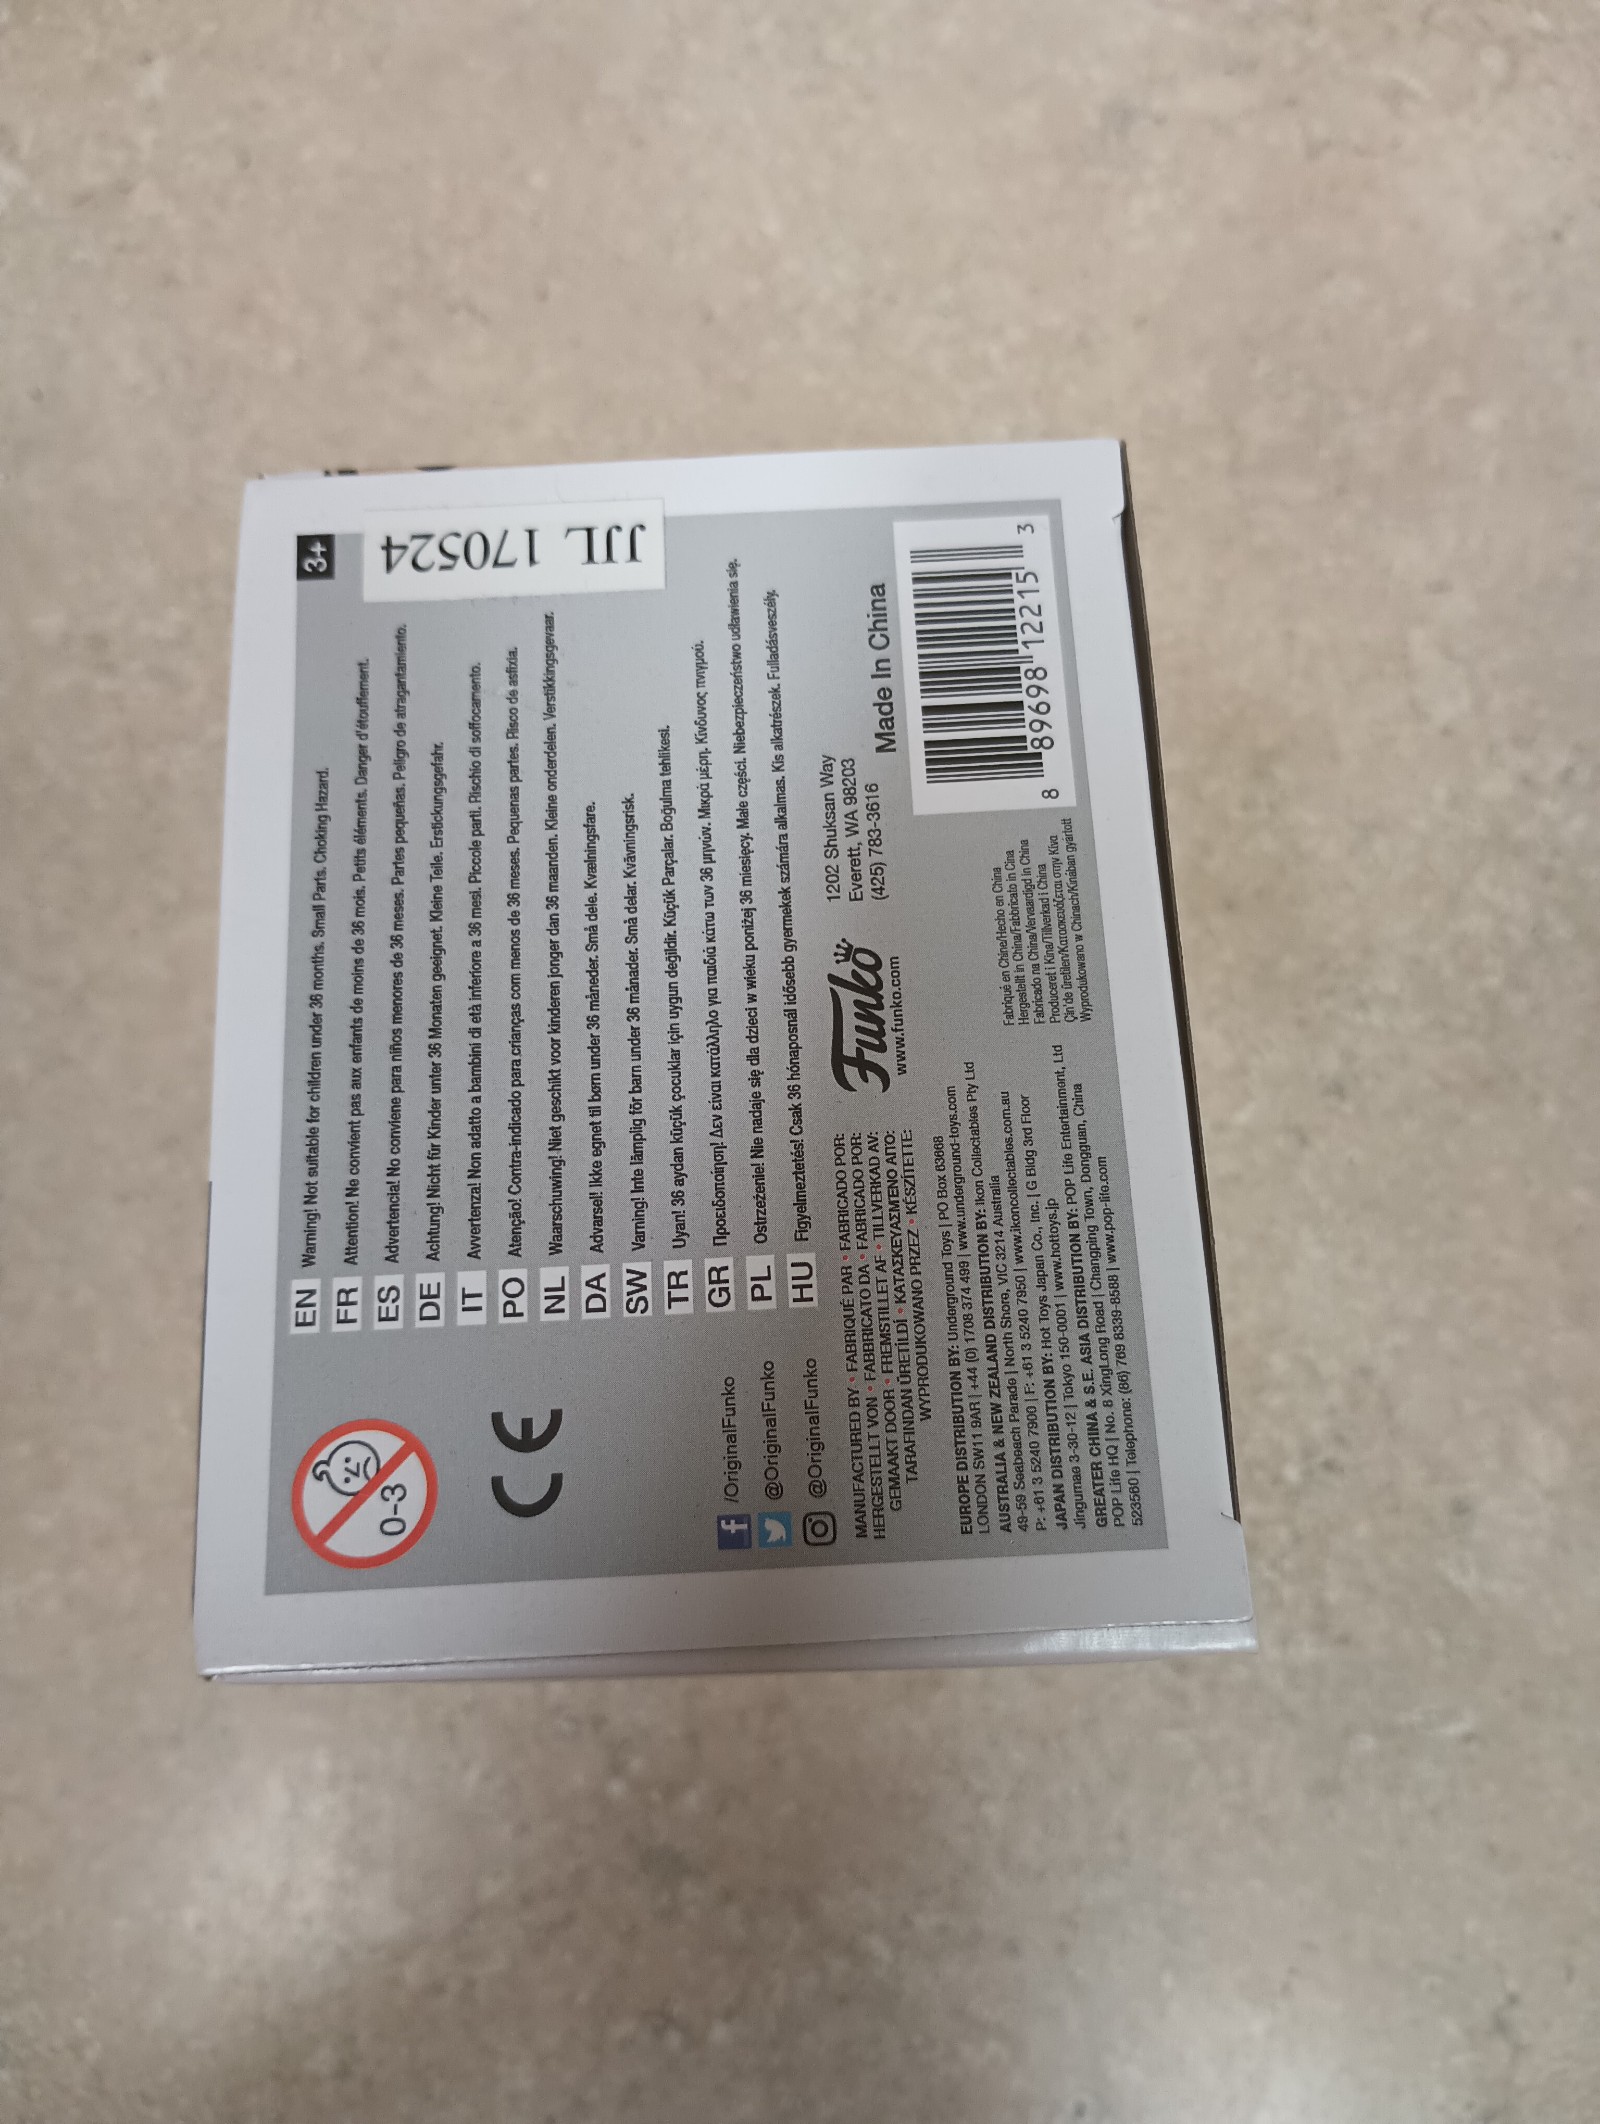 3+
JJL 170524
EN Warning! Not suitable for children under 36 months. Small Parts. Choking Hazard.
FR Attention! Ne convient pas aux enfants de moins de 36 mois. Petits éléments. Danger d'étouffement.
ES Advertencia! No conviene para niños menores de 36 meses. Partes pequeñas. Peligro de atragantamiento.
DE Achtung! Nicht für Kinder unter 36 Monaten geeignet. Kleine Teile. Erstickungsgefahr.
IT Avvertenza! Non adatto a bambini di età inferiore a 36 mesi. Piccole parti. Rischio di soffocamento.
PO Atenção! Contra-indicado para crianças com menos de 36 meses. Pequenas partes. Risco de asfixia.
NL Waarschuwing! Niet geschikt voor kinderen jonger dan 36 maanden. Kleine onderdelen. Verstikkingsgevaar.
DA Advarsel! Ikke egnet til børn under 36 måneder. Små dele. Kvælningsfare.
SW Varning! Inte lämplig för barn under 36 månader. Små delar. Kvävningsrisk.
TR Uyarı! 36 aydan küçük çocuklar için uygun değildir. Küçük Parçalar. Boğulma tehlikesi.
GR Προειδοποίηση! Δεν είναι κατάλληλο για παιδιά κάτω των 36 μηνών. Μικρά μέρη. Κίνδυνος πνιγμού.
PL Ostrzeżenie! Nie nadaje się dla dzieci w wieku poniżej 36 miesięcy. Małe części. Niebezpieczeństwo udławienia się.
HU Figyelmeztetés! Csak 36 hónaposnál idősebb gyermekek számára alkalmas. Kis alkatrészek. Fulladásveszély.
0-3
CE
/OriginalFunko
@OriginalFunko
@OriginalFunko
MANUFACTURED BY • FABRIQUÉ PAR • FABRICADO POR:
HERGESTELLT VON • FABBRICATO DA • FABRICADO POR:
GEMAAKT DOOR • FREMSTILLET AF • TILLVERKAD AV:
TARAFINDAN ÜRETİLDİ • ΚΑΤΑΣΚΕΥΑΣΜΈΝΟ ΑΠΌ:
WYPRODUKOWANO PRZEZ • KÉSZÍTETTE:
Funko
www.funko.com
1202 Shuksan Way
Everett, WA 98203
(425) 783-3616
Made In China
EUROPE DISTRIBUTION BY: Underground Toys | PO Box 63668
LONDON SW11 9AR | +44 (0) 1708 374 499 | www.underground-toys.com
AUSTRALIA & NEW ZEALAND DISTRIBUTION BY: Ikon Collectables Pty Ltd
49-59 Seabeach Parade | North Shore, VIC 3214 Australia
P: +61 3 5240 7900 | F: +61 3 5240 7950 | www.ikoncollectables.com.au
JAPAN DISTRIBUTION BY: Hot Toys Japan Co., Inc. | G Bldg 3rd Floor
Jingumae 3-30-12 | Tokyo 150-0001 | www.hottoys.jp
GREATER CHINA & S.E. ASIA DISTRIBUTION BY: POP Life Entertainment, Ltd
POP Life HQ | No. 8 XingLong Road | Changping Town, Dongguan, China
523560 | Telephone: (86) 769 8339-8588 | www.pop-life.com
Fabriqué en Chine/Hecho en China
Hergestellt in China/Fabbricato in Cina
Fabricado na China/Vervaardigd in China
Produceret i Kina/Tillverkad i China
Çin'de üretilen/Κατασκευάζεται στην Κίνα
Wyprodukowano w Chinach/Kínában gyártott
8 89698 12215 3